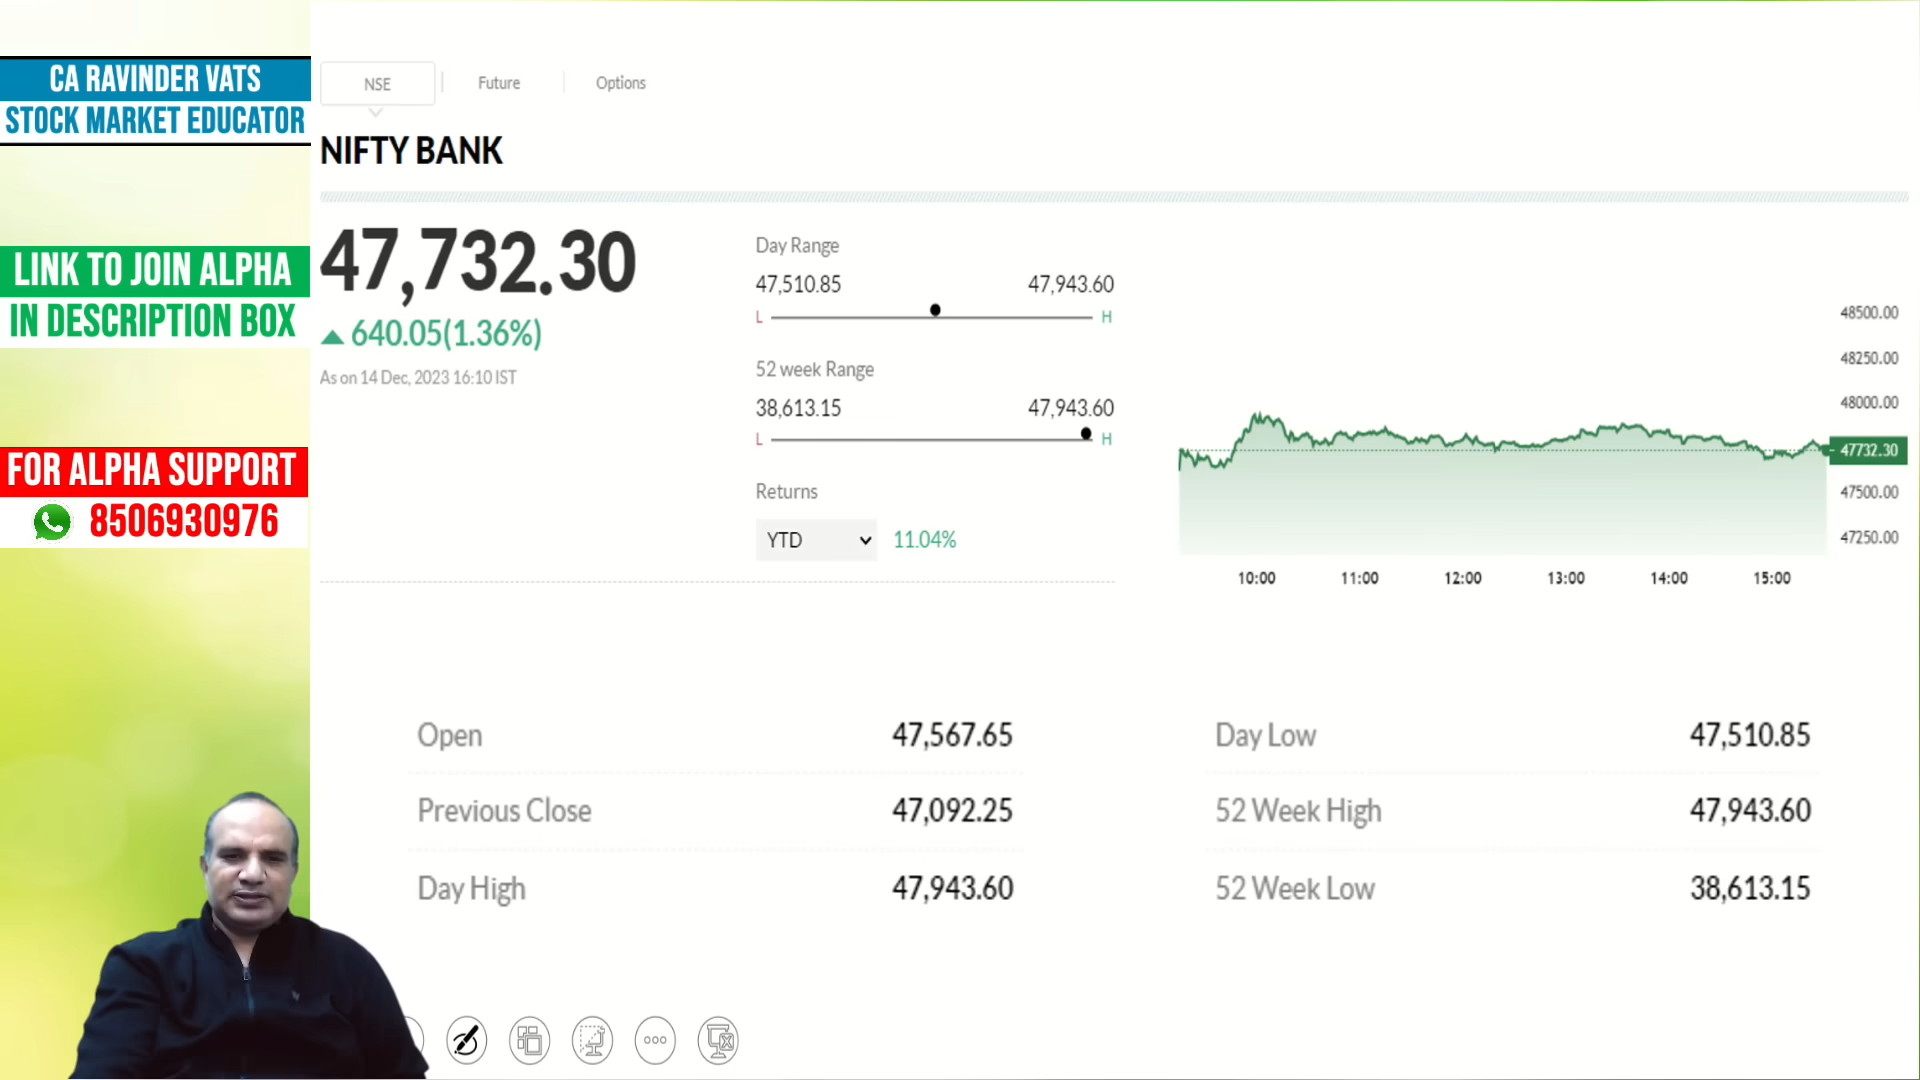 CA RAVINDER VATS
STOCK MARKET EDUCATOR
LINK TO JOIN ALPHA
IN DESCRIPTION BOX
FOR ALPHA SUPPORT
8506930976
NSE
Future
Options
NIFTY BANK
47,732.30
640.05(1.36%)
As on 14 Dec, 2023 16:10 IST
Day Range
47,510.85 47,943.60
L H
52 week Range
38,613.15 47,943.60
L H
Returns
YTD 11.04%
48500.00
48250.00
48000.00
47732.30
47500.00
47250.00
10:00 11:00 12:00 13:00 14:00 15:00
Open 47,567.65
Previous Close 47,092.25
Day High 47,943.60
Day Low 47,510.85
52 Week High 47,943.60
52 Week Low 38,613.15